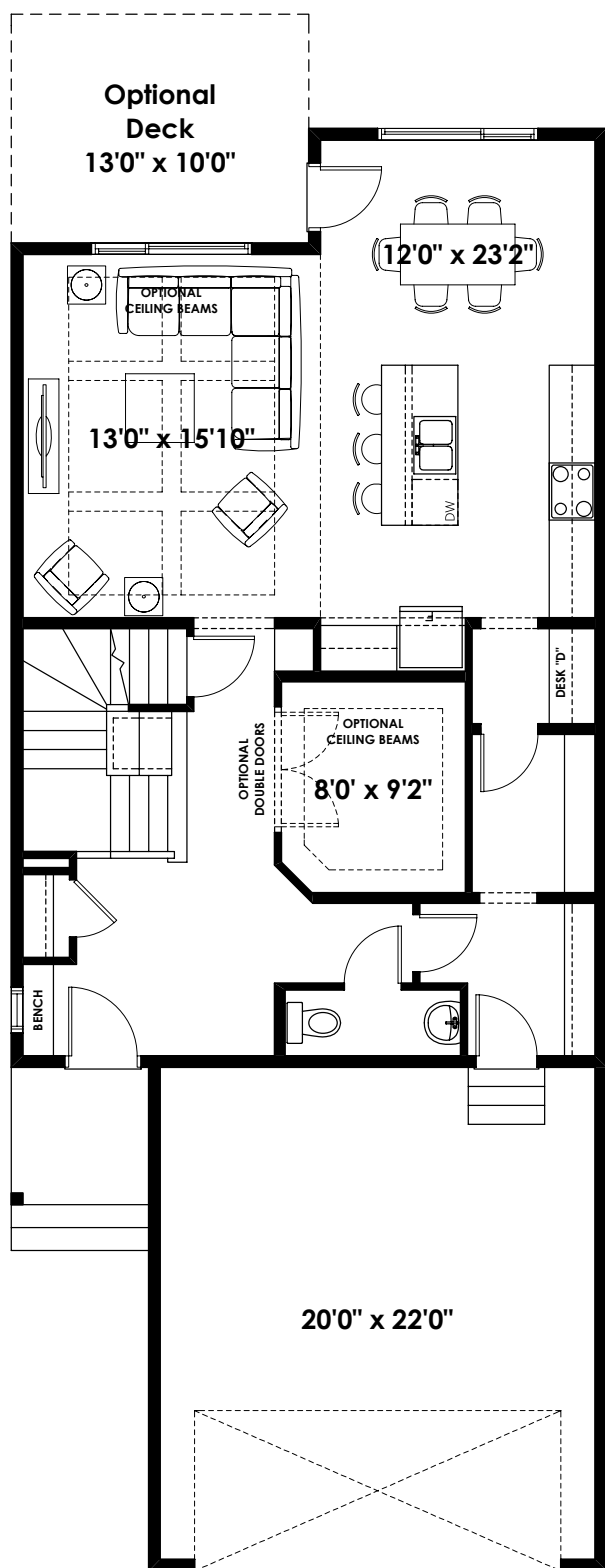 Optional
Deck
13'0" x 10'0"
12'0" x 23'2"
OPTIONAL
CEILING BEAMS
13'0" x 15'10"
DW
F
DESK "D"
OPTIONAL
DOUBLE DOORS
OPTIONAL
CEILING BEAMS
8'0' x 9'2"
BENCH
20'0" x 22'0"